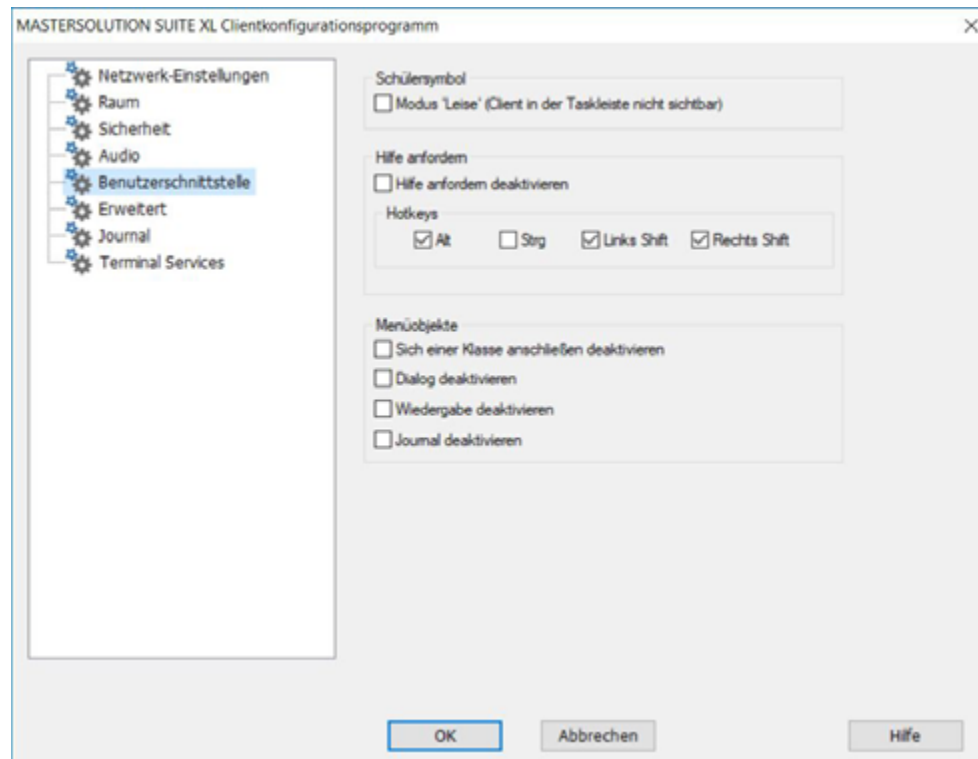 MASTERSOLUTION SUITE XL Clientkonfigurationsprogramm
Netzwerk-Einstellungen
Raum
Sicherheit
Audio
Benutzerschnittstelle
Erweitert
Journal
Terminal Services
Schülersymbol
Modus 'Leise' (Client in der Taskleiste nicht sichtbar)
Hilfe anfordern
Hilfe anfordern deaktivieren
Hotkeys
Alt Strg Links Shift Rechts Shift
Menüobjekte
Sich einer Klasse anschließen deaktivieren
Dialog deaktivieren
Wiedergabe deaktivieren
Journal deaktivieren
OK Abbrechen Hilfe